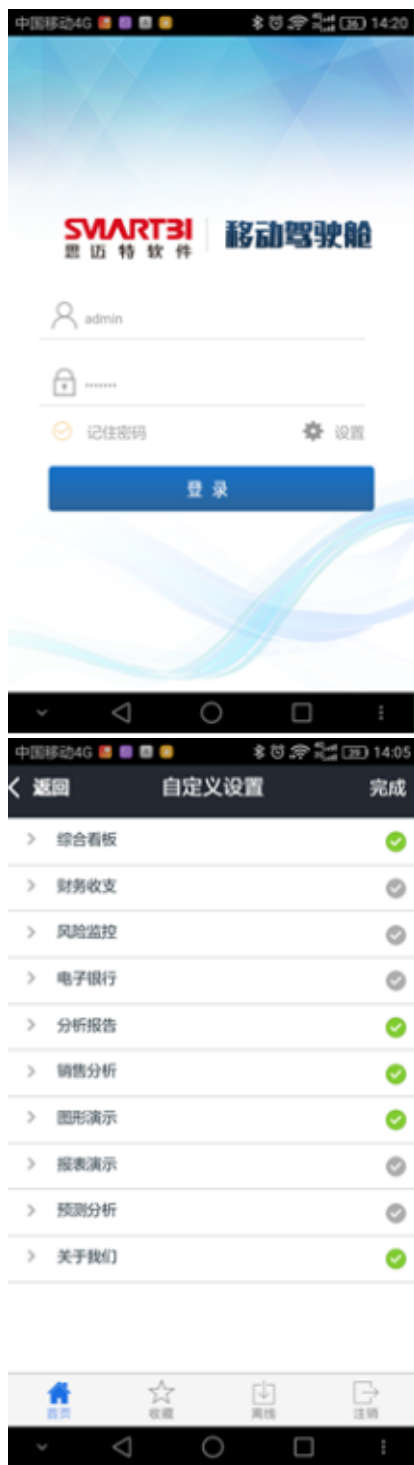 中国移动4G 36 14:20
SMARTBI 移动驾驶舱
思迈特软件
admin
记住密码 设置
登录
中国移动4G 39 14:05
返回 自定义设置 完成
综合看板
财务收支
风险监控
电子银行
分析报告
销售分析
图形演示
报表演示
预测分析
关于我们
首页 收藏 离线 注销